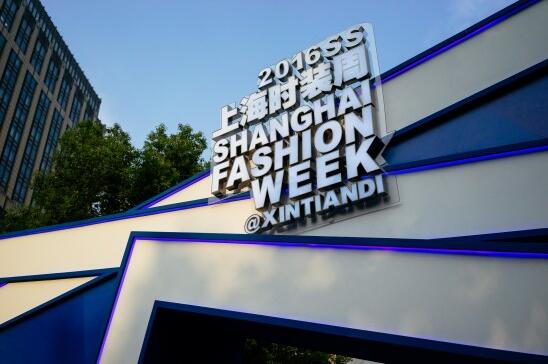 2016SS
上海时装周
SHANGHAI
FASHION
WEEK
@XINTIANDI